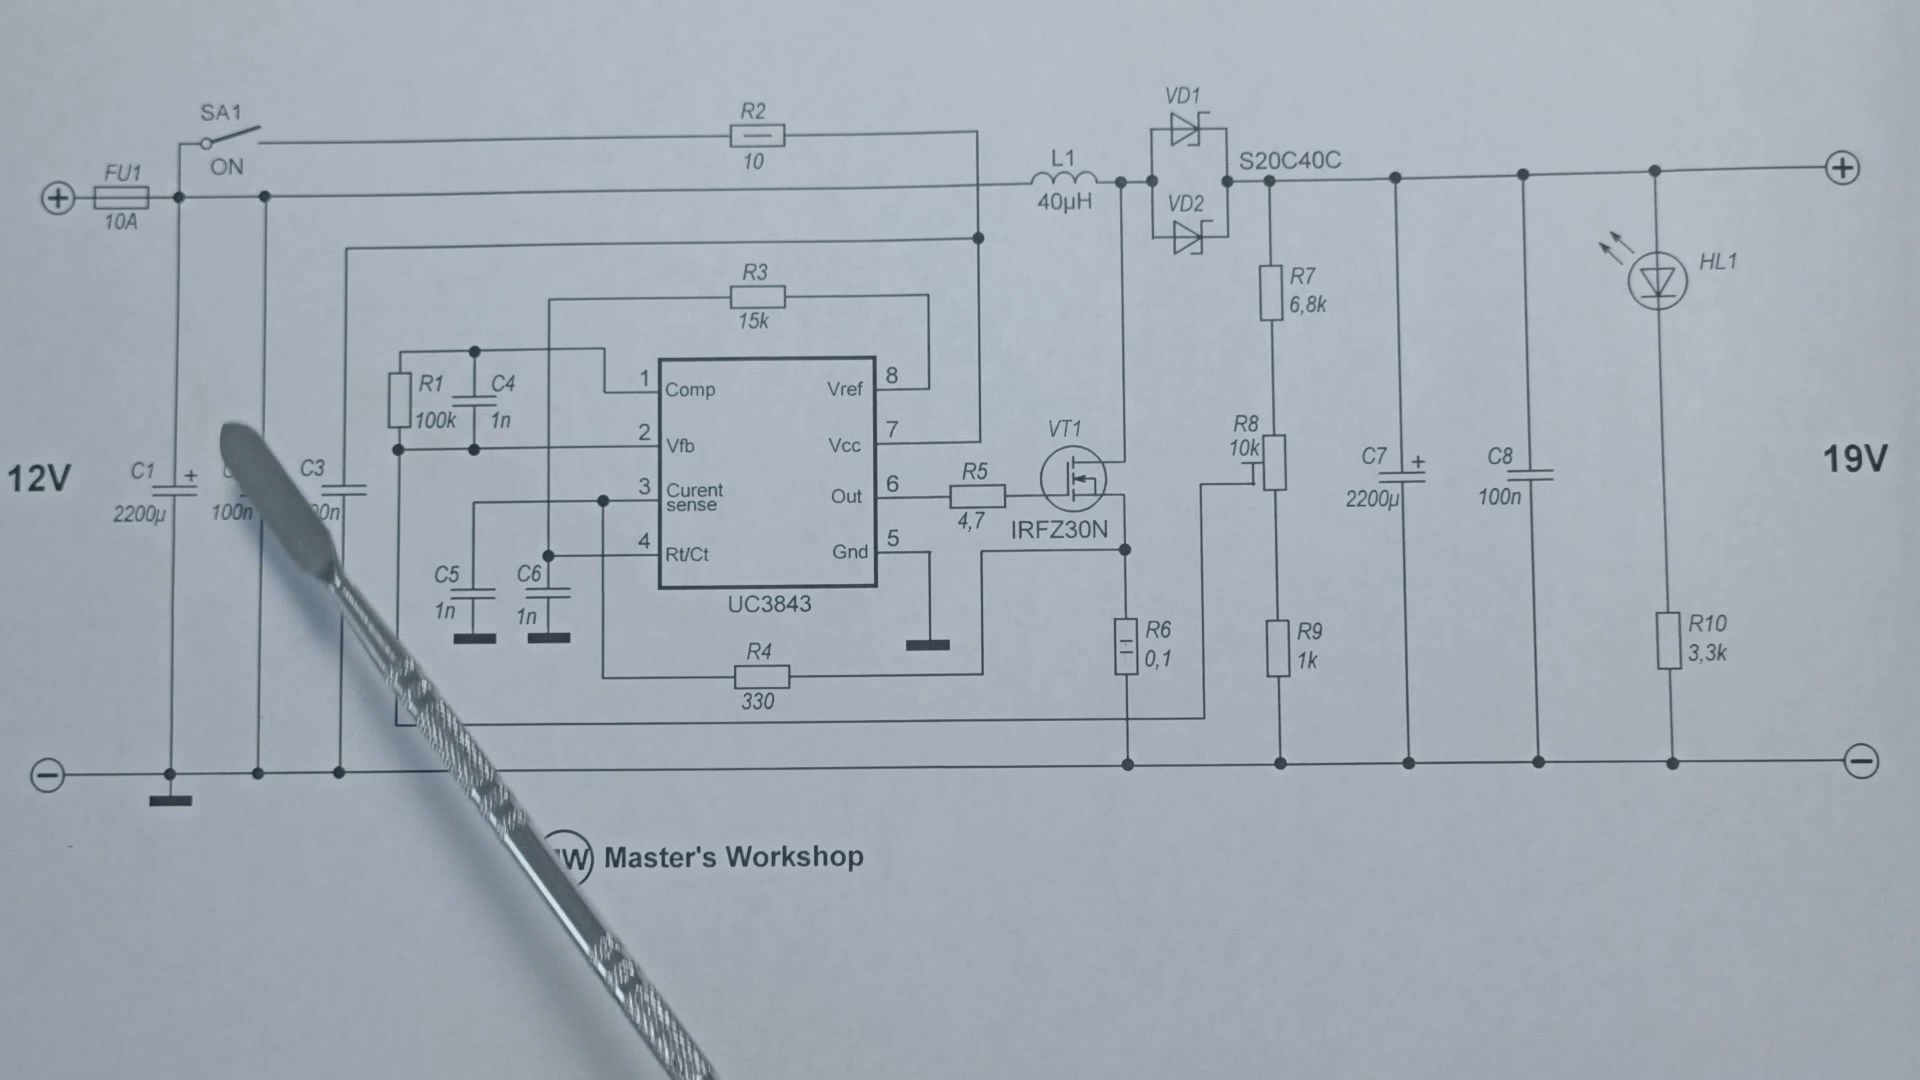 SA1
ON
FU1
10A
R2
10
L1
40µH
VD1
VD2
S20C40C
R3
15k
R7
6,8k
HL1
R1
100k
C4
1n
1
Comp
2
Vfb
3
Curent
sense
4
Rt/Ct
8
Vref
7
Vcc
6
Out
5
Gnd
UC3843
VT1
IRFZ30N
R5
4,7
R8
10k
12V
C1
+
2200µ
100n
C3
C7
+
2200µ
C8
100n
19V
C5
1n
C6
1n
R4
330
R6
0,1
R9
1k
R10
3,3k
Master's Workshop